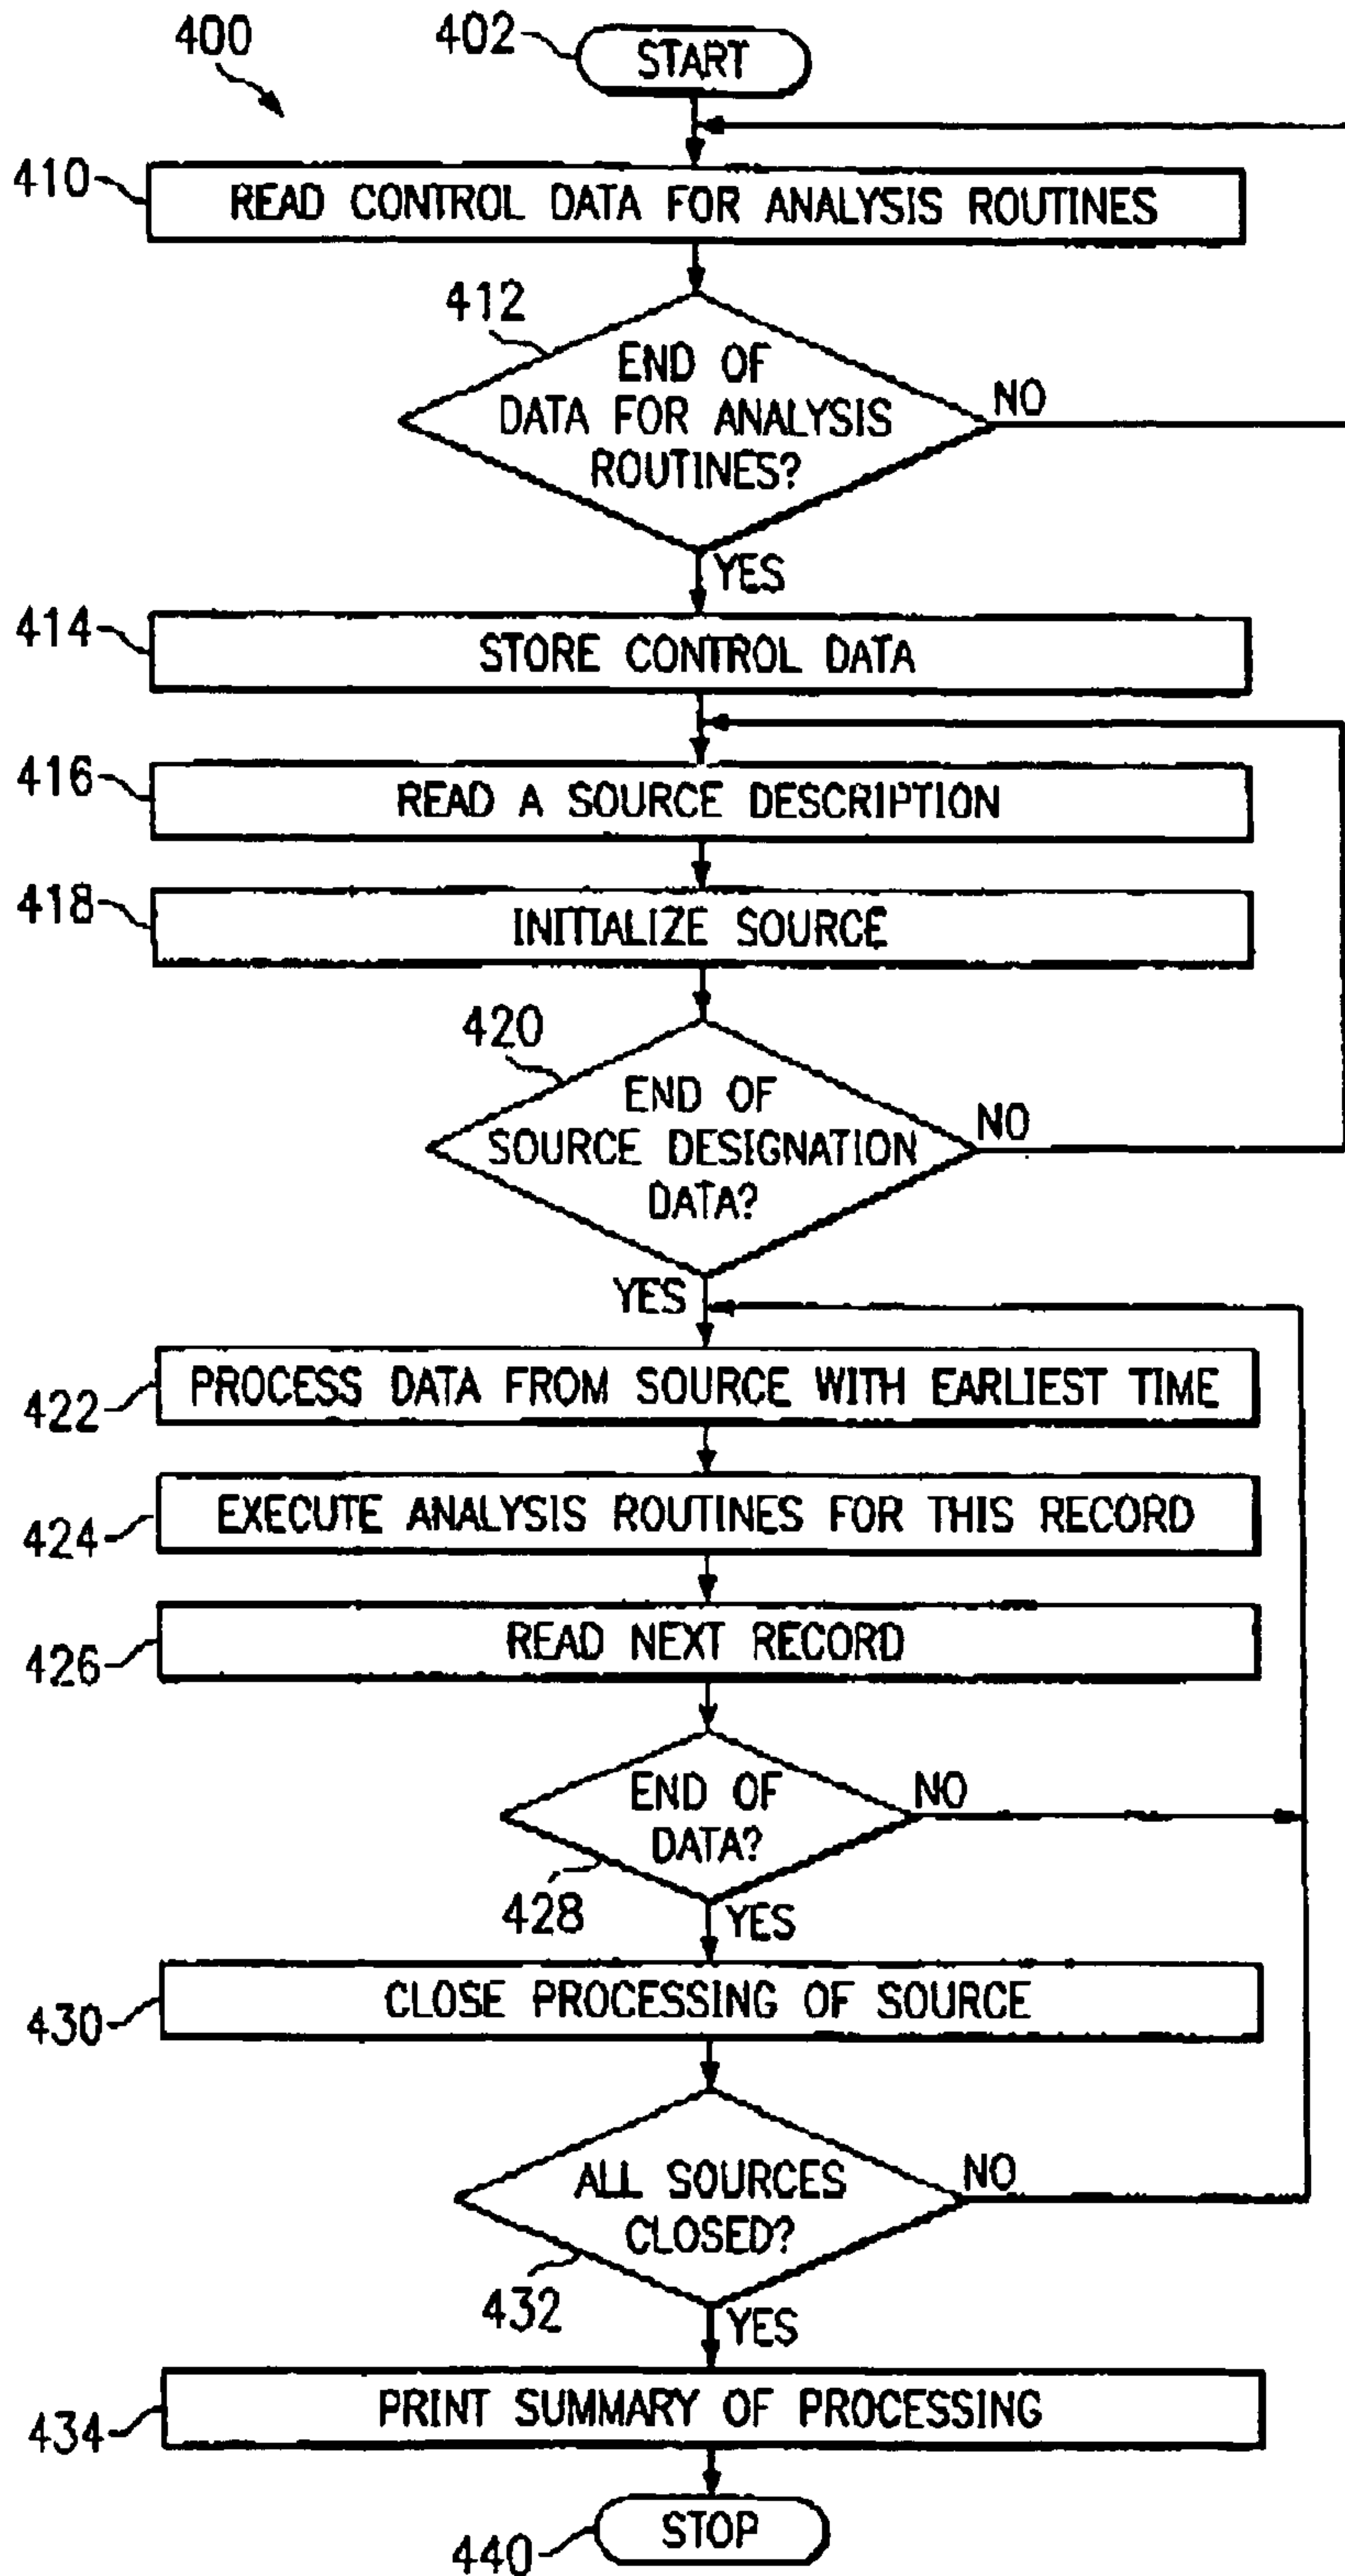 400
402
START
410
READ CONTROL DATA FOR ANALYSIS ROUTINES
412
END OF
DATA FOR ANALYSIS
ROUTINES?
NO
YES
414
STORE CONTROL DATA
416
READ A SOURCE DESCRIPTION
418
INITIALIZE SOURCE
420
END OF
SOURCE DESIGNATION
DATA?
NO
YES
422
PROCESS DATA FROM SOURCE WITH EARLIEST TIME
424
EXECUTE ANALYSIS ROUTINES FOR THIS RECORD
426
READ NEXT RECORD
END OF
DATA?
NO
428
YES
430
CLOSE PROCESSING OF SOURCE
ALL SOURCES
CLOSED?
NO
432
YES
434
PRINT SUMMARY OF PROCESSING
440
STOP